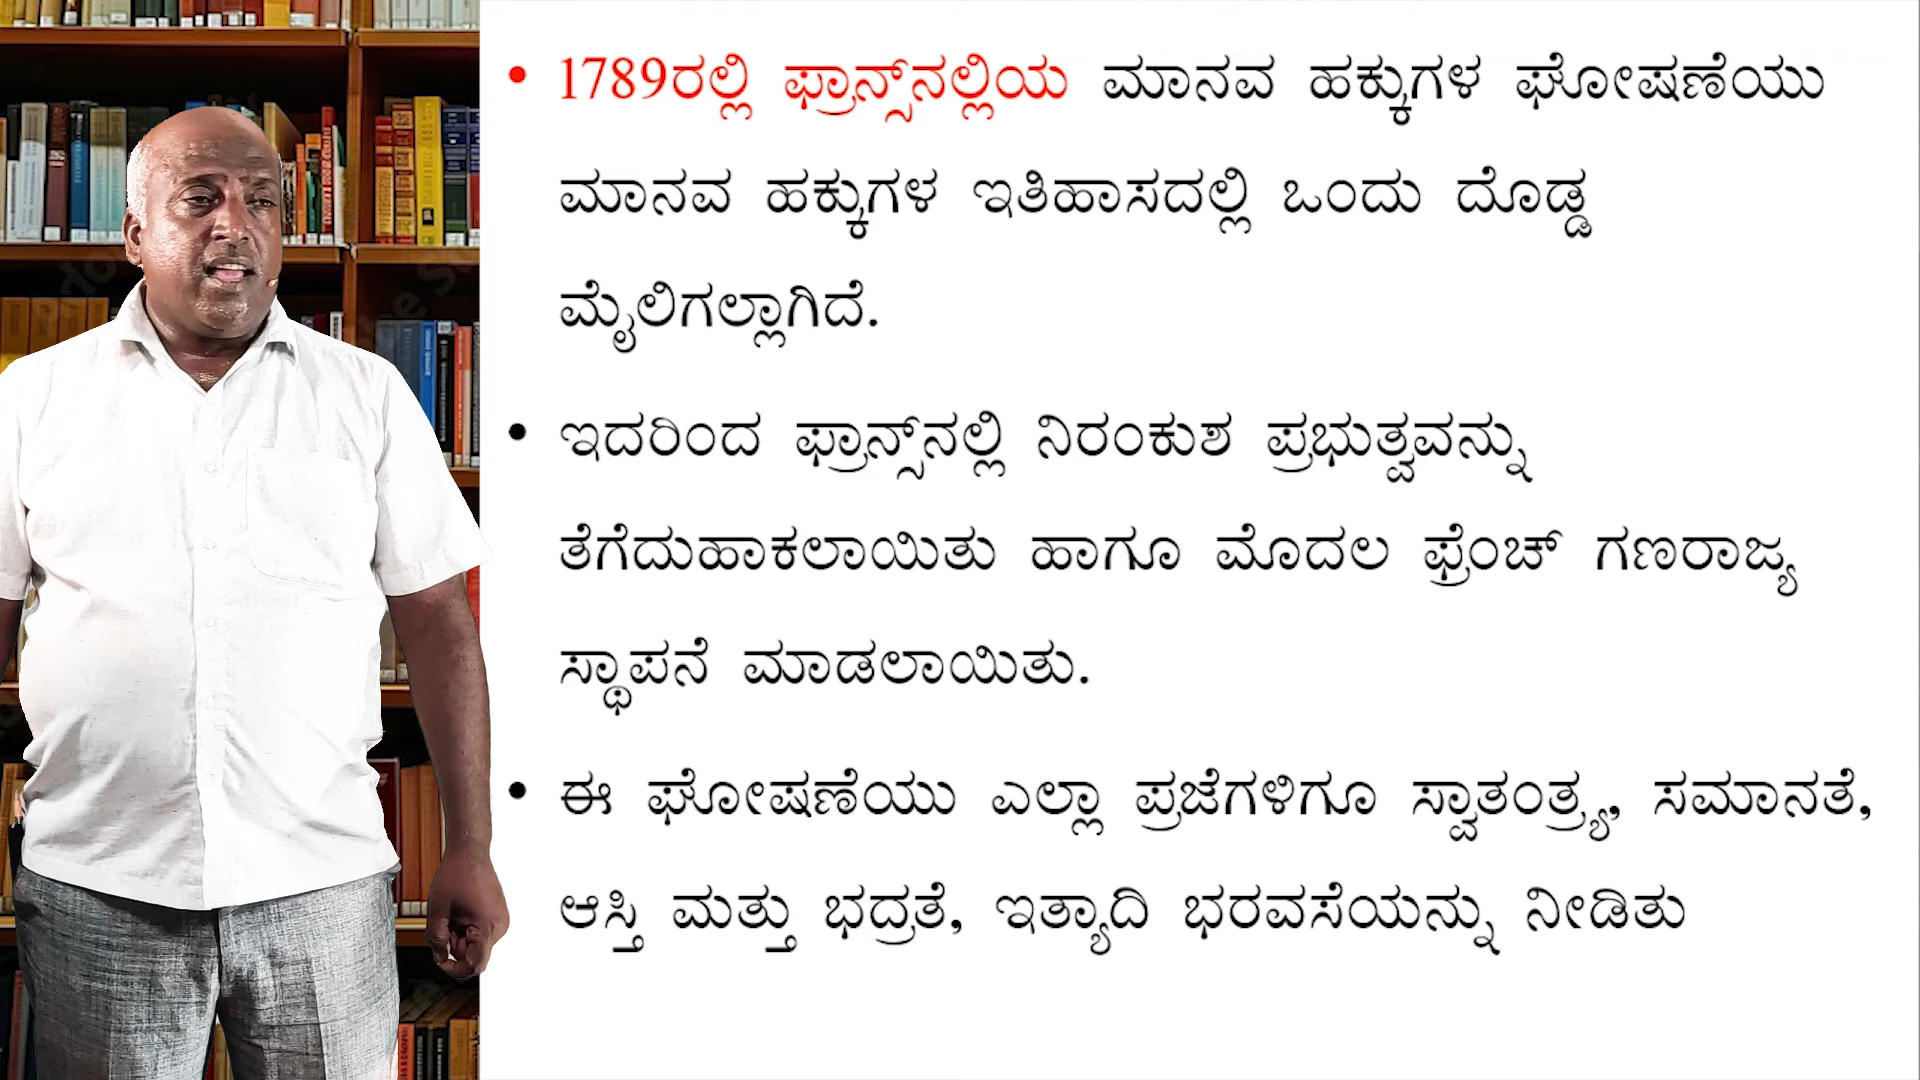 • 1789ರಲ್ಲಿ ಫ್ರಾನ್ಸ್‌ನಲ್ಲಿಯ ಮಾನವ ಹಕ್ಕುಗಳ ಘೋಷಣೆಯು
ಮಾನವ ಹಕ್ಕುಗಳ ಇತಿಹಾಸದಲ್ಲಿ ಒಂದು ದೊಡ್ಡ
ಮೈಲಿಗಲ್ಲಾಗಿದೆ.
• ಇದರಿಂದ ಫ್ರಾನ್ಸ್‌ನಲ್ಲಿ ನಿರಂಕುಶ ಪ್ರಭುತ್ವವನ್ನು
ತೆಗೆದುಹಾಕಲಾಯಿತು ಹಾಗೂ ಮೊದಲ ಫ್ರೆಂಚ್ ಗಣರಾಜ್ಯ
ಸ್ಥಾಪನೆ ಮಾಡಲಾಯಿತು.
• ಈ ಘೋಷಣೆಯು ಎಲ್ಲಾ ಪ್ರಜೆಗಳಿಗೂ ಸ್ವಾತಂತ್ರ್ಯ, ಸಮಾನತೆ,
ಆಸ್ತಿ ಮತ್ತು ಭದ್ರತೆ, ಇತ್ಯಾದಿ ಭರವಸೆಯನ್ನು ನೀಡಿತು